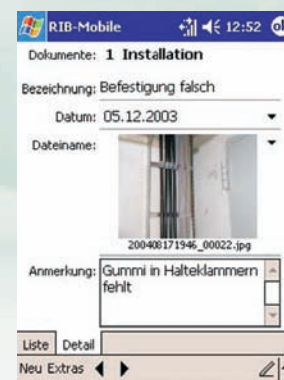 RIB-Mobile 12:52 ok
Dokumente: 1 Installation
Bezeichnung: Befestigung falsch
Datum: 05.12.2003
Dateiname:
200408171946_00022.jpg
Anmerkung: Gummi in Halteklammern
fehlt
Liste Detail
Neu Extras